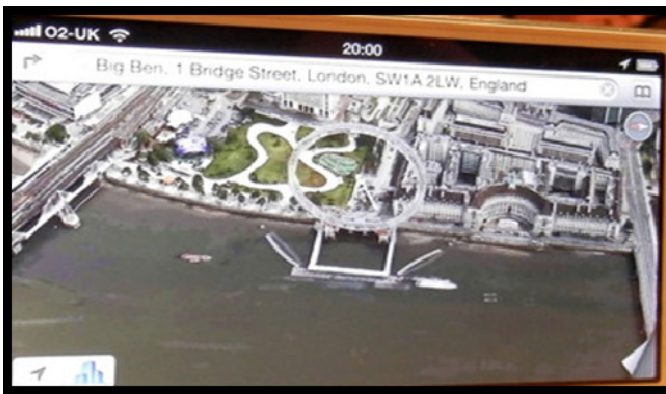 O2-UK
20:00
Big Ben, 1 Bridge Street, London, SW1A 2LW, England